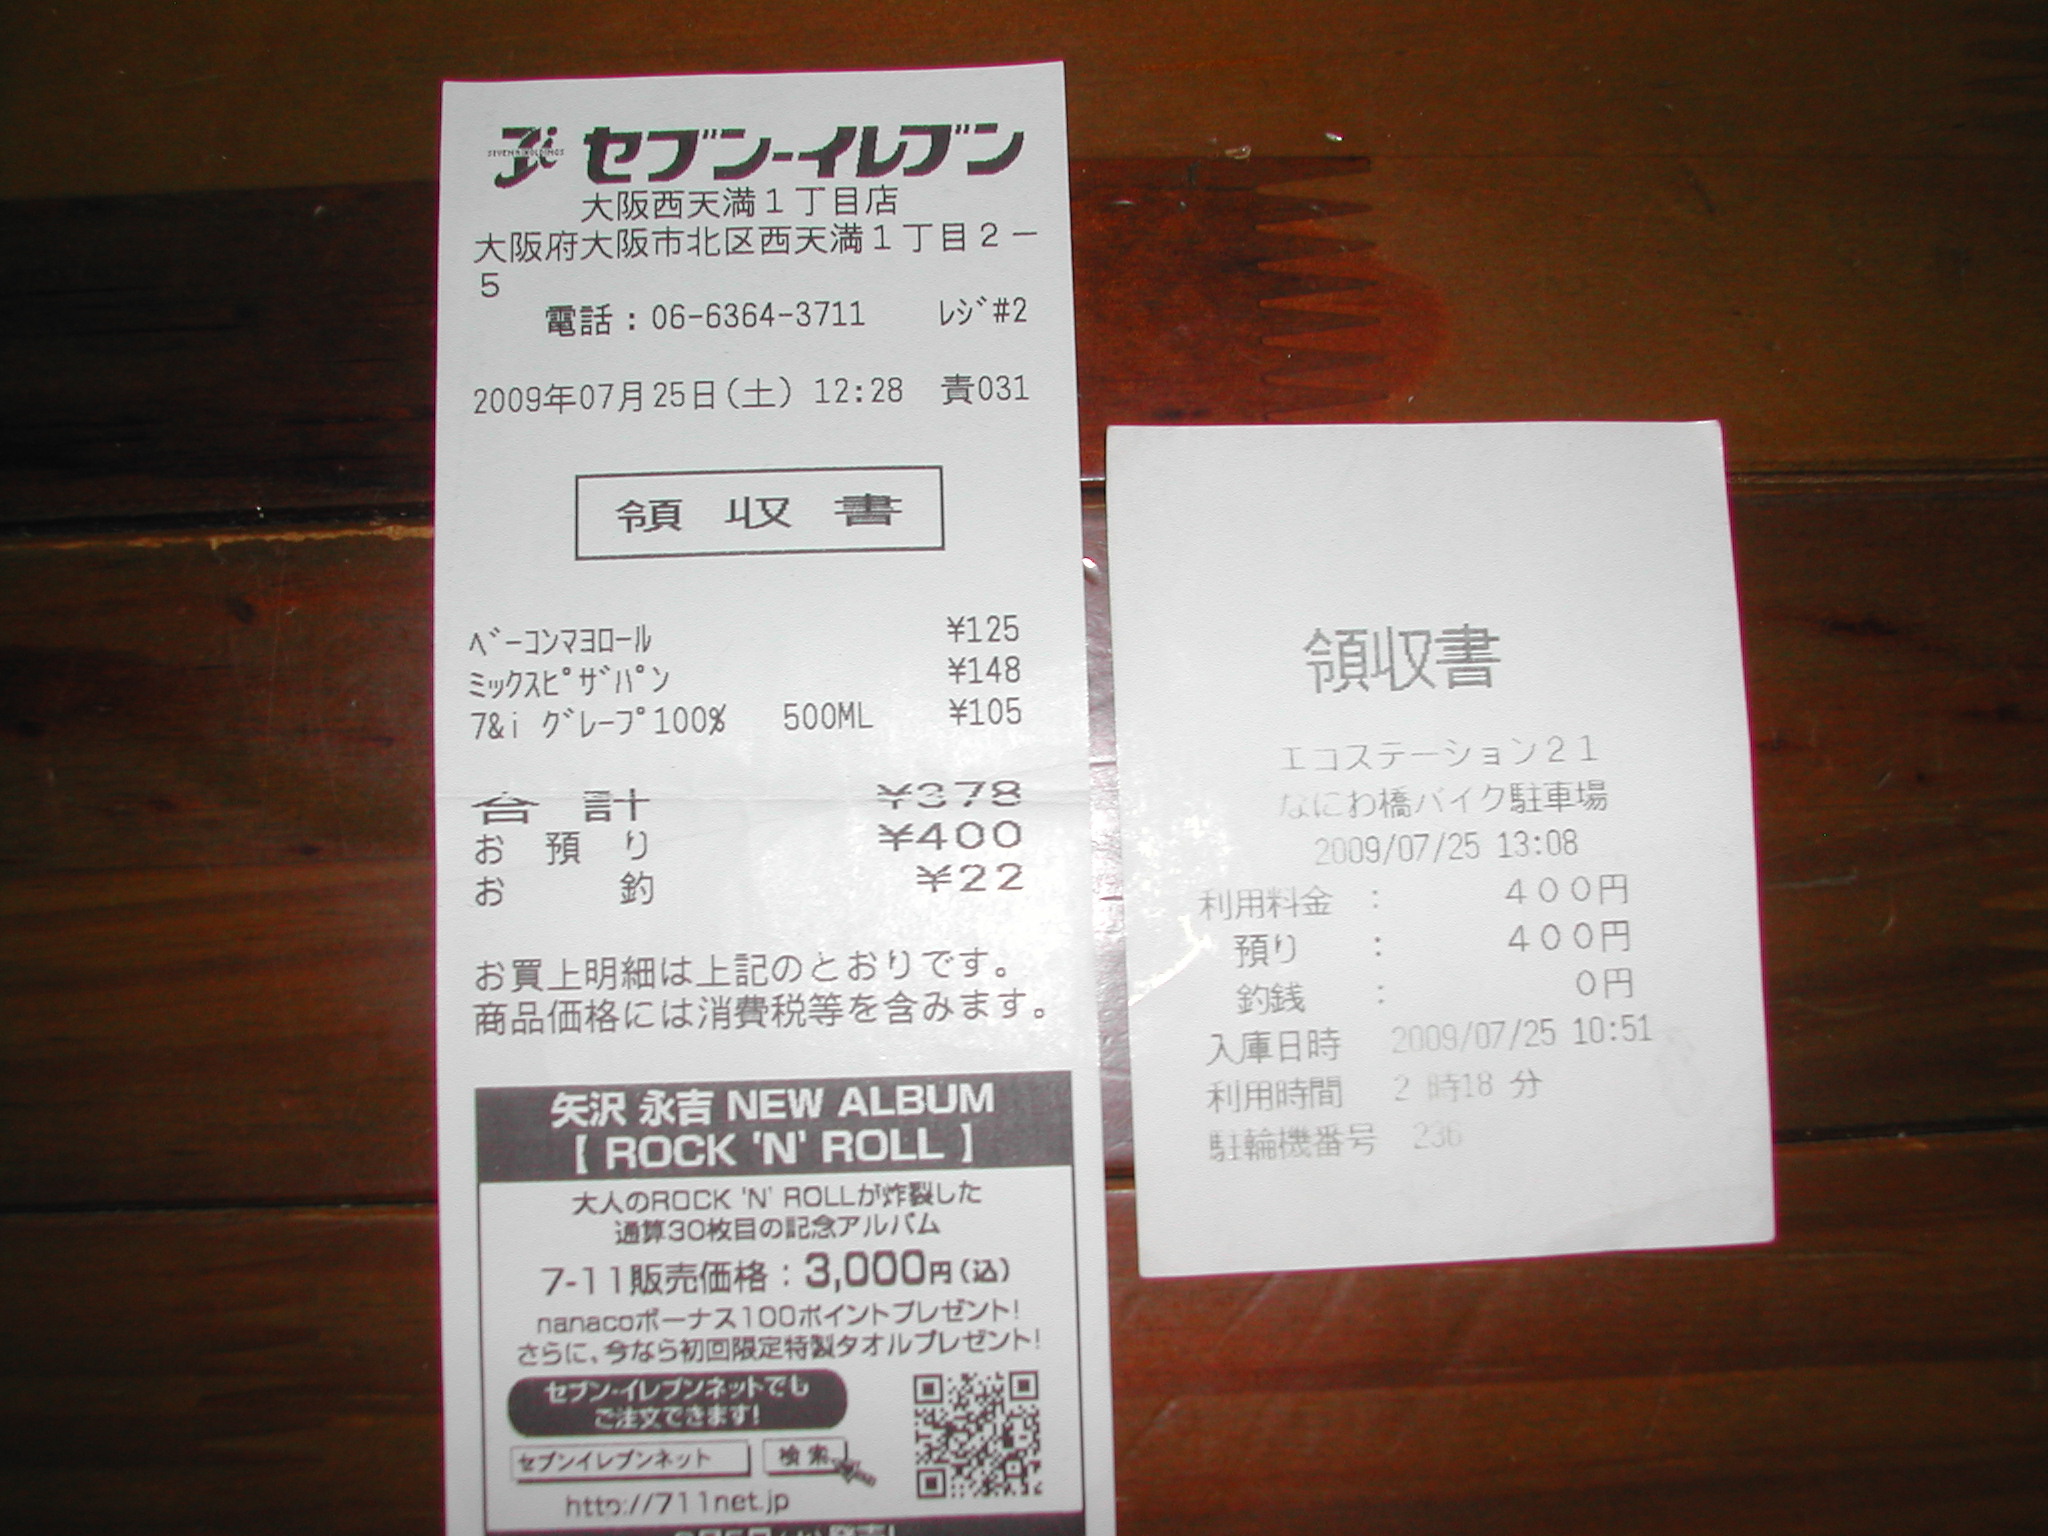 セブン-イレブン
大阪西天満１丁目店
大阪府大阪市北区西天満１丁目２－
５
電話：06-6364-3711 ﾚｼﾞ#2
2009年07月25日(土) 12:28 責031
領収書
ﾍﾞｰｺﾝﾏﾖﾛｰﾙ ¥125
ﾐｯｸｽﾋﾟｻﾞﾊﾟﾝ ¥148
7&i ｸﾞﾚｰﾌﾟ100% 500ML ¥105
合計 ¥378
お預り ¥400
お釣 ¥22
お買上明細は上記のとおりです。
商品価格には消費税等を含みます。
矢沢 永吉 NEW ALBUM
【 ROCK 'N' ROLL 】
大人のROCK 'N' ROLLが炸裂した
通算30枚目の記念アルバム
7-11販売価格：3,000円(込)
nanacoボーナス100ポイントプレゼント!
さらに、今なら初回限定特製タオルプレゼント!
セブン-イレブンネットでも
ご注文できます!
セブンイレブンネット 検索
http://711net.jp
領収書
エコステーション２１
なにわ橋バイク駐車場
2009/07/25 13:08
利用料金 ： ４００円
預り ： ４００円
釣銭 ： ０円
入庫日時 2009/07/25 10:51
利用時間 2 時18 分
駐輪機番号 236